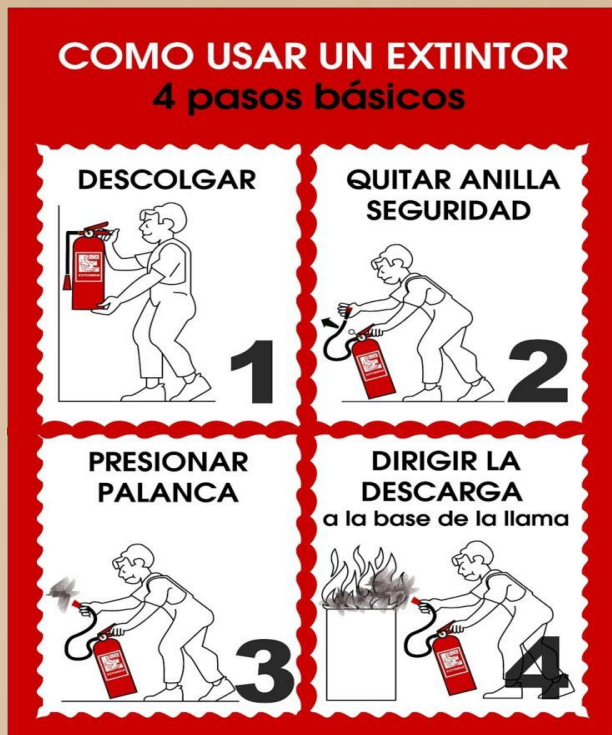 COMO USAR UN EXTINTOR
4 pasos básicos
DESCOLGAR
1
QUITAR ANILLA
SEGURIDAD
2
PRESIONAR
PALANCA
3
DIRIGIR LA
DESCARGA
a la base de la llama
4